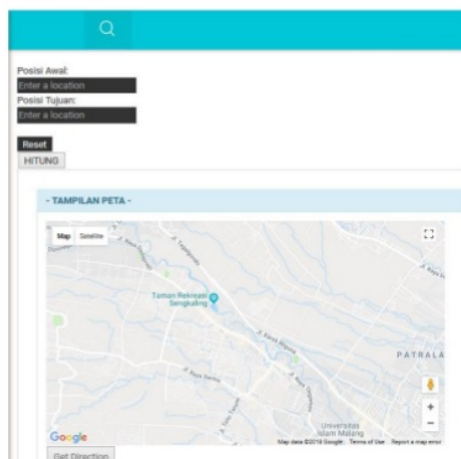 Posisi Awal:
Enter a location
Posisi Tujuan:
Enter a location
Reset
HITUNG
- TAMPILAN PETA -
Map Satellite
Taman Rekreasi
Sengkaling
PATRALA
Universitas
Islam Malang
Google
Map data ©2018 Google Terms of Use Report a map error
Get Direction